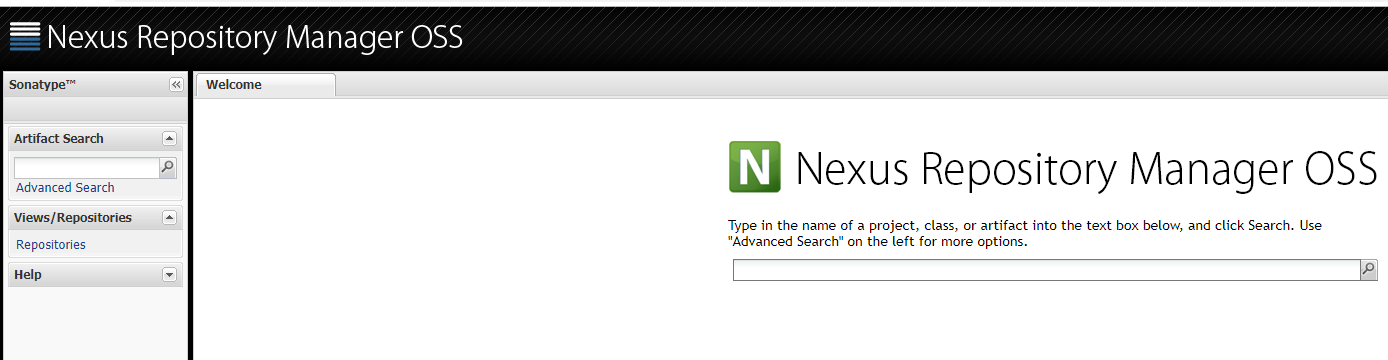 Nexus Repository Manager OSS
Sonatype™
Welcome
Artifact Search
Advanced Search
Views/Repositories
Repositories
Help
N Nexus Repository Manager OSS
Type in the name of a project, class, or artifact into the text box below, and click Search. Use
"Advanced Search" on the left for more options.